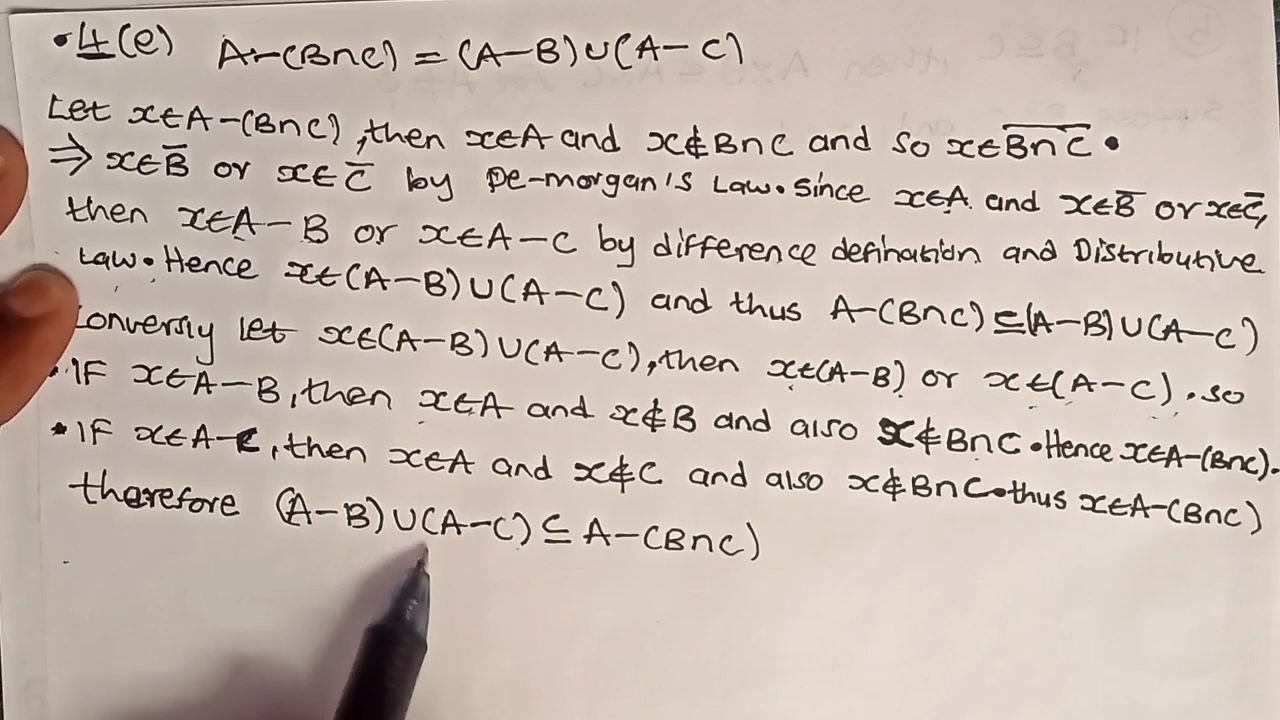 •4(e) A-(B∩C) = (A-B)∪(A-C)
Let x∈A-(B∩C), then x∈A and x∉B∩C and so x∈B̅∩̅C̅.
⇒ x∈B̅ or x∈C̅ by De-morgan's Law. Since x∈A and x∈B̅ or x∈C̅,
then x∈A-B or x∈A-C by difference defination and Distributive
Law. Hence x∈(A-B)∪(A-C) and thus A-(B∩C)⊆(A-B)∪(A-C)
Conversly let x∈(A-B)∪(A-C), then x∈(A-B) or x∈(A-C). so
• IF x∈A-B, then x∈A and x∉B and also x∉B∩C. Hence x∈A-(B∩C).
• IF x∈A-C, then x∈A and x∉C and also x∉B∩C. thus x∈A-(B∩C)
therefore (A-B)∪(A-C)⊆A-(B∩C)